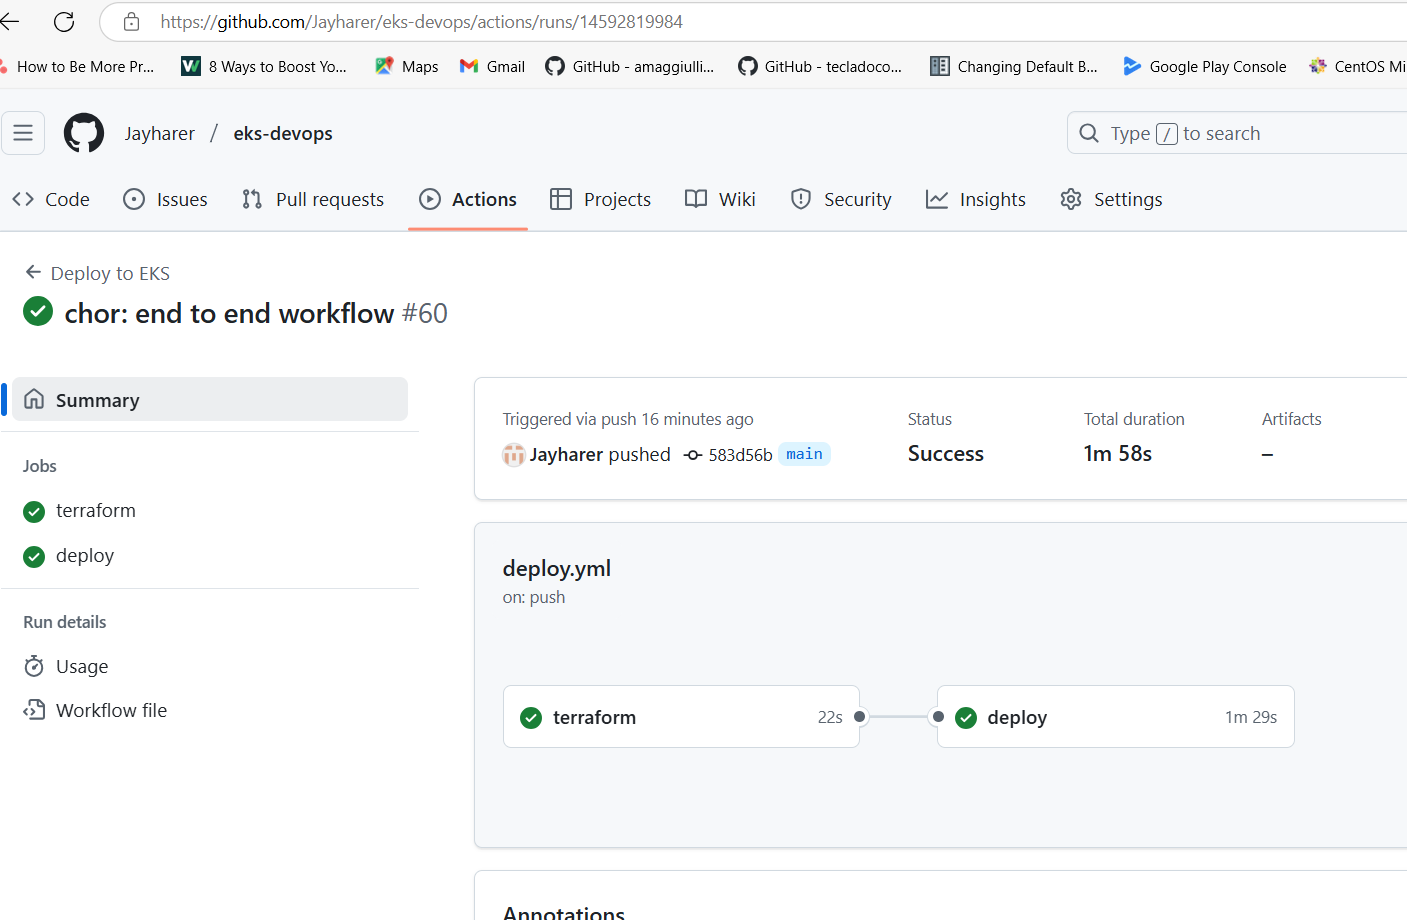 https://github.com/Jayharer/eks-devops/actions/runs/14592819984
How to Be More Pr... 8 Ways to Boost Yo... Maps Gmail GitHub - amaggiulli... GitHub - tecladoco... Changing Default B... Google Play Console CentOS Mi
Jayharer / eks-devops Type / to search
Code Issues Pull requests Actions Projects Wiki Security Insights Settings
Deploy to EKS
chor: end to end workflow #60
Summary
Jobs
terraform
deploy
Run details
Usage
Workflow file
Triggered via push 16 minutes ago
Jayharer pushed 583d56b main
Status
Success
Total duration
1m 58s
Artifacts
–
deploy.yml
on: push
terraform 22s
deploy 1m 29s
Annotations